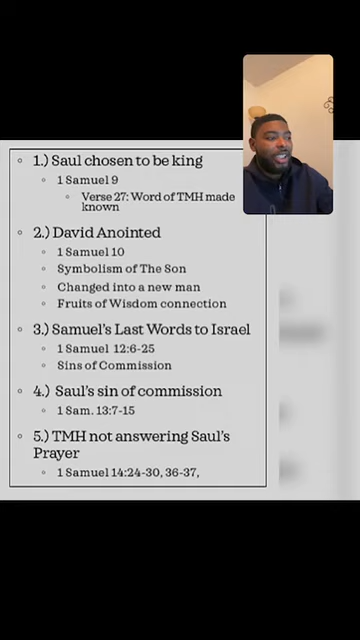 1.) Saul chosen to be king
1 Samuel 9
Verse 27: Word of TMH made
known
2.) David Anointed
1 Samuel 10
Symbolism of The Son
Changed into a new man
Fruits of Wisdom connection
3.) Samuel's Last Words to Israel
1 Samuel 12:6-25
Sins of Commission
4.) Saul's sin of commission
1 Sam. 13:7-15
5.) TMH not answering Saul's
Prayer
1 Samuel 14:24-30, 36-37,